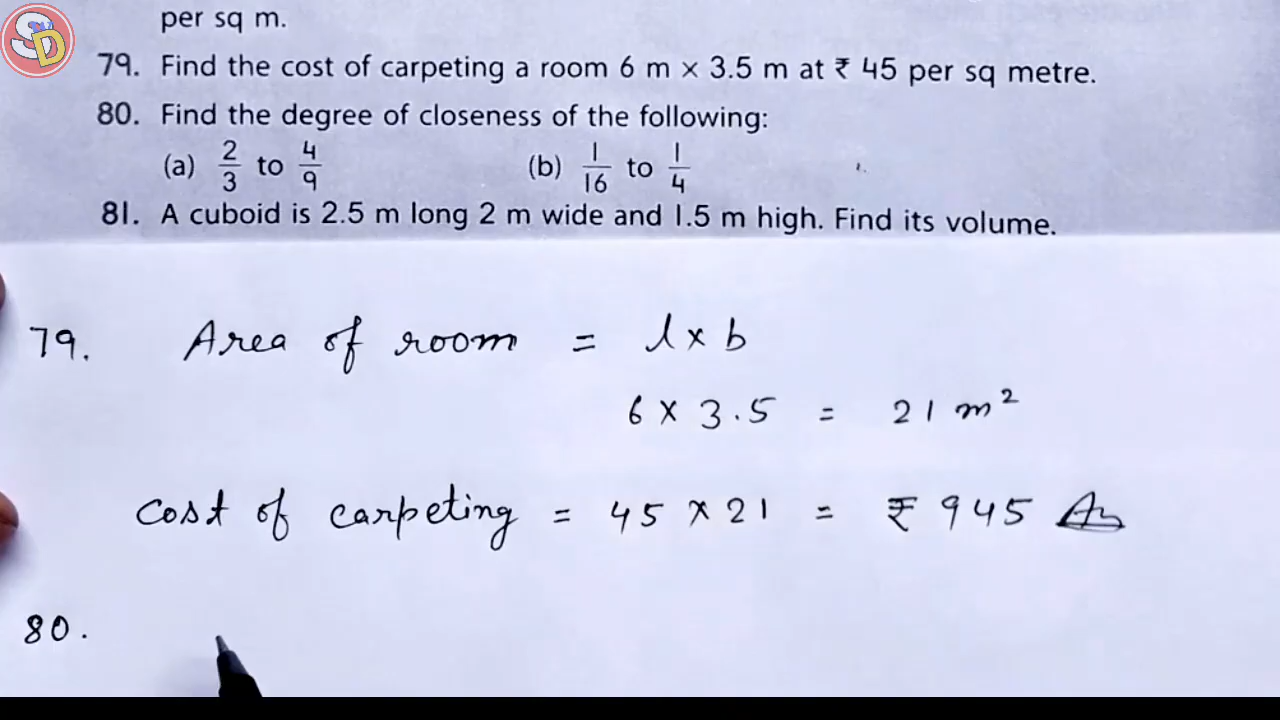 SD
per sq m.
79. Find the cost of carpeting a room 6 m × 3.5 m at ₹ 45 per sq metre.
80. Find the degree of closeness of the following:
(a) 2/3 to 4/9 (b) 1/16 to 1/4
81. A cuboid is 2.5 m long 2 m wide and 1.5 m high. Find its volume.
79. Area of room = l × b
6 × 3.5 = 21 m²
Cost of carpeting = 45 × 21 = ₹ 945 An
80.